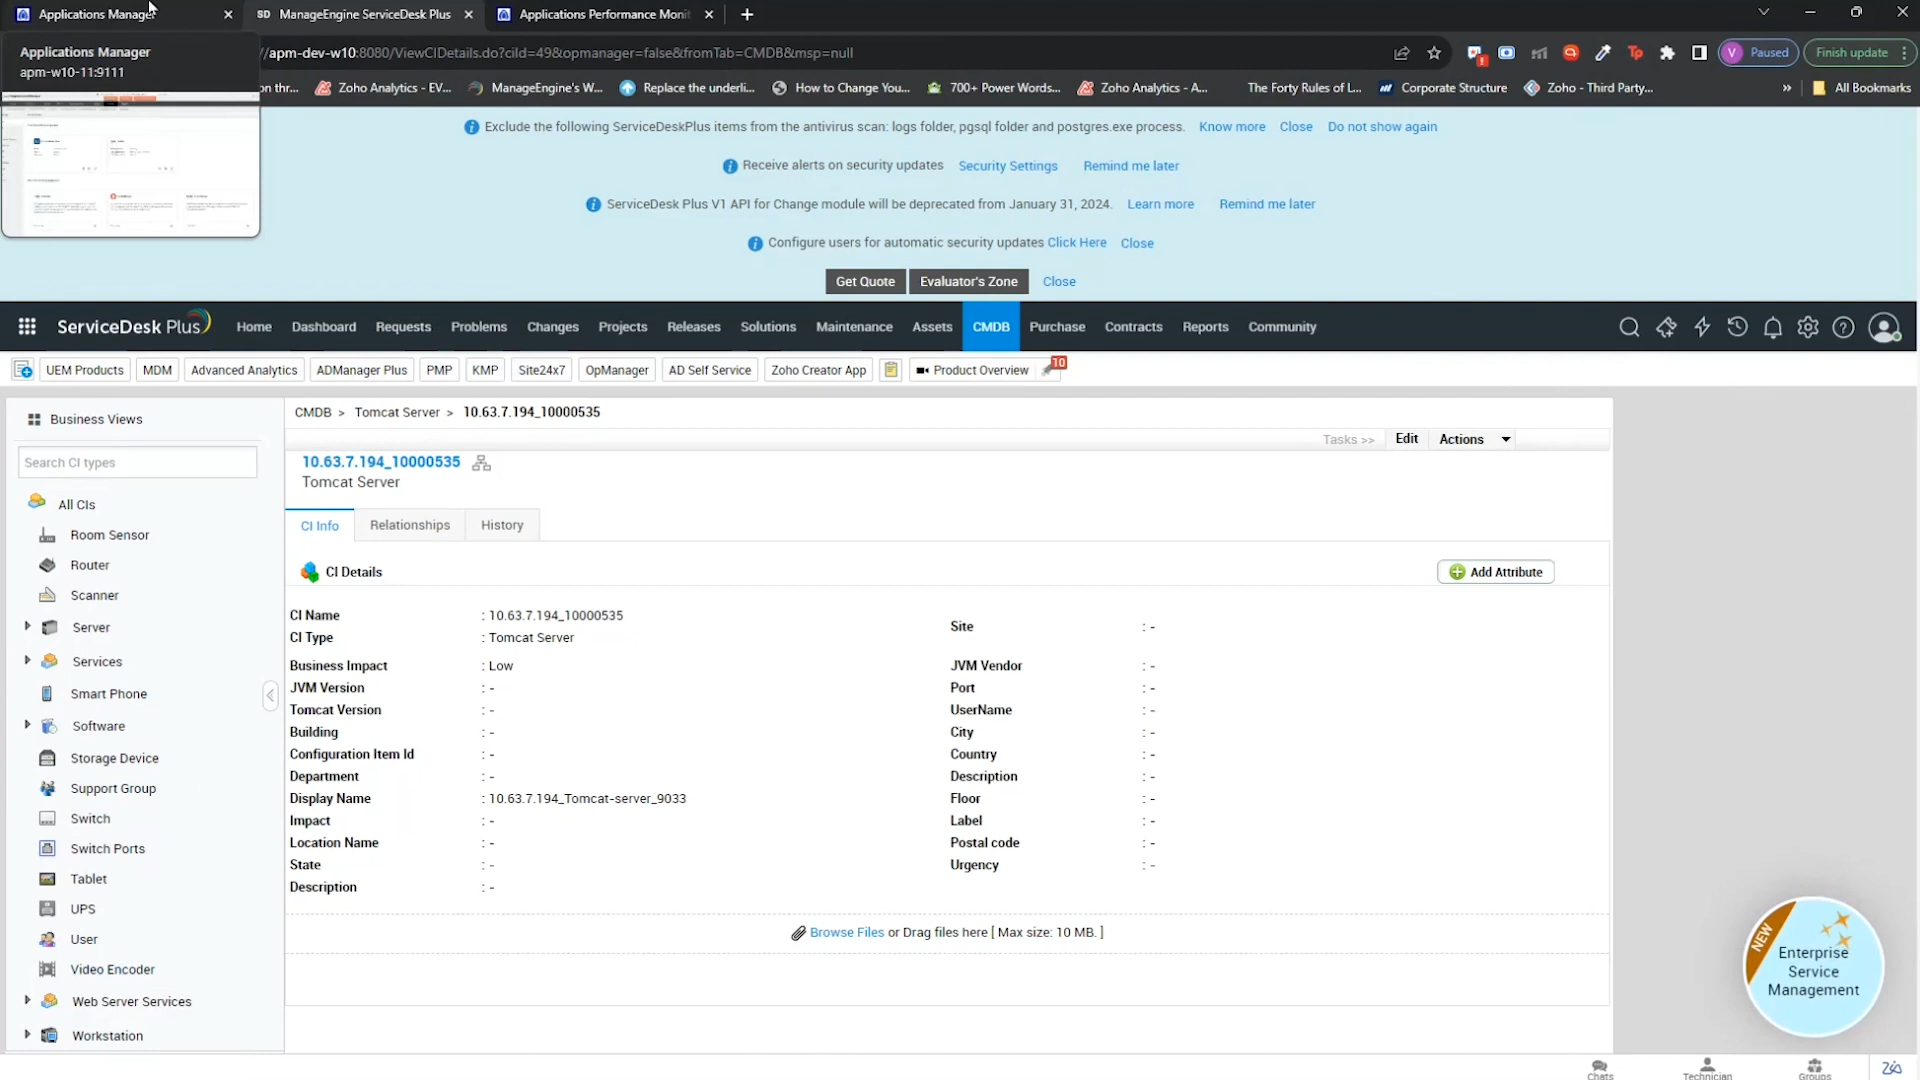 Applications Manager
ManageEngine ServiceDesk Plus
Applications Performance Monit
Applications Manager
apm-w10-11:9111
/apm-dev-w10:8080/ViewCIDetails.do?ciId=49&opmanager=false&fromTab=CMDB&msp=null
V Paused
Finish update
on thr...
Zoho Analytics - EV...
ManageEngine's W...
Replace the underli...
How to Change You...
700+ Power Words...
Zoho Analytics - A...
The Forty Rules of L...
Corporate Structure
Zoho - Third Party...
»
All Bookmarks
Exclude the following ServiceDeskPlus items from the antivirus scan: logs folder, pgsql folder and postgres.exe process. Know more Close Do not show again
Receive alerts on security updates Security Settings Remind me later
ServiceDesk Plus V1 API for Change module will be deprecated from January 31, 2024. Learn more Remind me later
Configure users for automatic security updates Click Here Close
Get Quote Evaluator's Zone Close
ServiceDesk Plus Home Dashboard Requests Problems Changes Projects Releases Solutions Maintenance Assets CMDB Purchase Contracts Reports Community
UEM Products MDM Advanced Analytics ADManager Plus PMP KMP Site24x7 OpManager AD Self Service Zoho Creator App Product Overview 10
Business Views
Search CI types
All CIs
Room Sensor
Router
Scanner
Server
Services
Smart Phone
Software
Storage Device
Support Group
Switch
Switch Ports
Tablet
UPS
User
Video Encoder
Web Server Services
Workstation
CMDB > Tomcat Server > 10.63.7.194_10000535
Tasks >> Edit Actions
10.63.7.194_10000535
Tomcat Server
CI Info Relationships History
CI Details
Add Attribute
CI Name : 10.63.7.194_10000535
CI Type : Tomcat Server
Site : -
Business Impact : Low
JVM Vendor : -
JVM Version : -
Port : -
Tomcat Version : -
UserName : -
Building : -
City : -
Configuration Item Id : -
Country : -
Department : -
Description : -
Display Name : 10.63.7.194_Tomcat-server_9033
Floor : -
Impact : -
Label : -
Location Name : -
Postal code : -
State : -
Urgency : -
Description : -
Browse Files or Drag files here [ Max size: 10 MB. ]
NEW
Enterprise
Service
Management
Chats
Technician
Groups
Zia